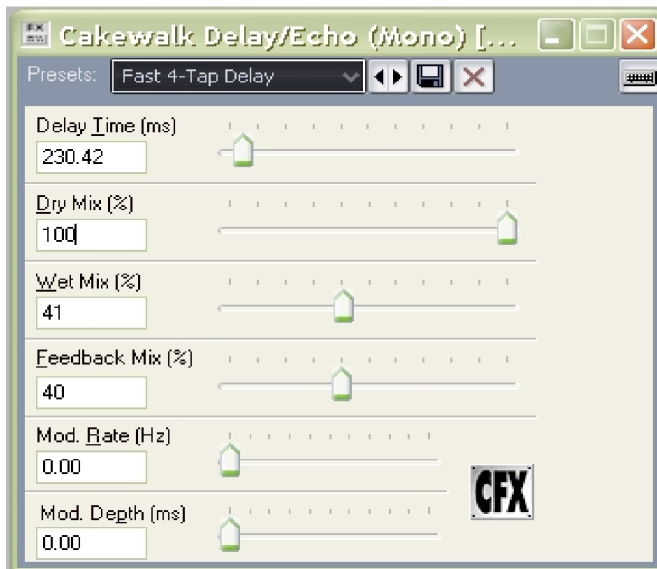 Cakewalk Delay/Echo (Mono) [...
Presets: Fast 4-Tap Delay
Delay Time (ms)
230.42
Dry Mix (%)
100
Wet Mix (%)
41
Feedback Mix (%)
40
Mod. Rate (Hz)
0.00
CFX
Mod. Depth (ms)
0.00